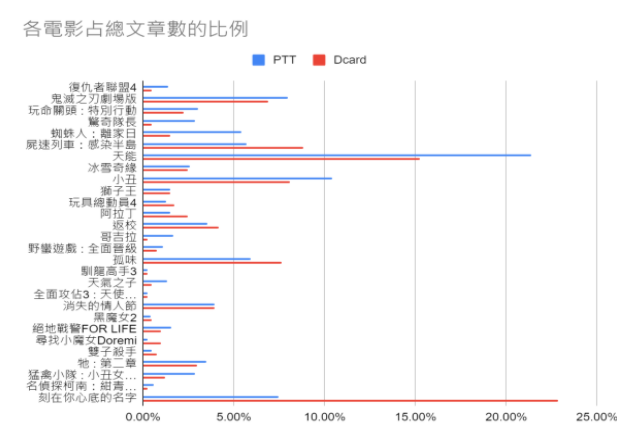 各電影占總文章數的比例
PTT Dcard
復仇者聯盟4
鬼滅之刃劇場版
玩命關頭：特別行動
驚奇隊長
蜘蛛人：離家日
屍速列車：感染半島
天能
冰雪奇緣
小丑
獅子王
玩具總動員4
阿拉丁
返校
哥吉拉
野蠻遊戲：全面晉級
孤味
馴龍高手3
天氣之子
全面攻佔3：天使...
消失的情人節
黑魔女2
絕地戰警FOR LIFE
尋找小魔女Doremi
雙子殺手
牠：第二章
猛禽小隊：小丑女...
名偵探柯南：紺青...
刻在你心底的名字
0.00% 5.00% 10.00% 15.00% 20.00% 25.00%